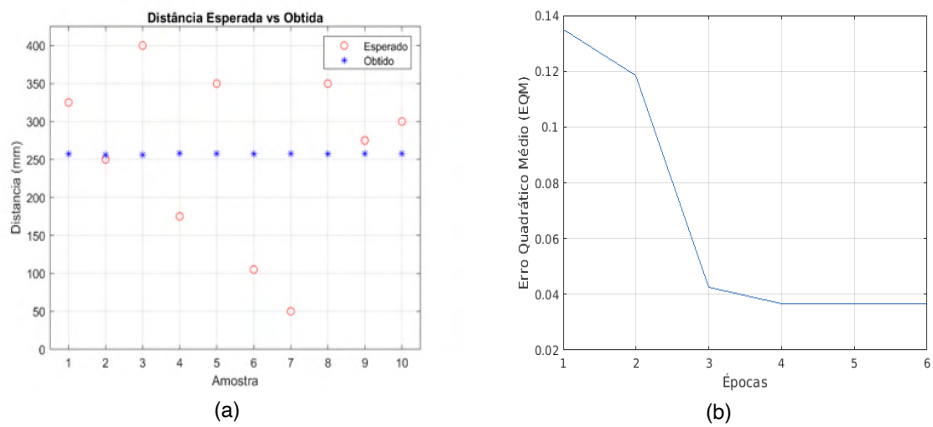 Distância Esperada vs Obtida
Esperado
Obtido
400
350
300
250
200
150
100
50
0
Distancia (mm)
1 2 3 4 5 6 7 8 9 10
Amostra
(a)
0.14
0.12
0.1
0.08
0.06
0.04
0.02
Erro Quadrático Médio (EQM)
1 2 3 4 5 6
Épocas
(b)